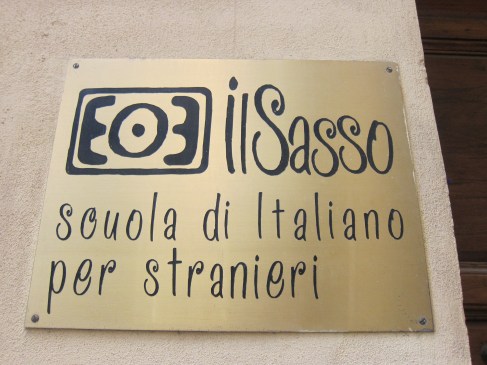 ilSasso
scuola di Italiano
per stranieri